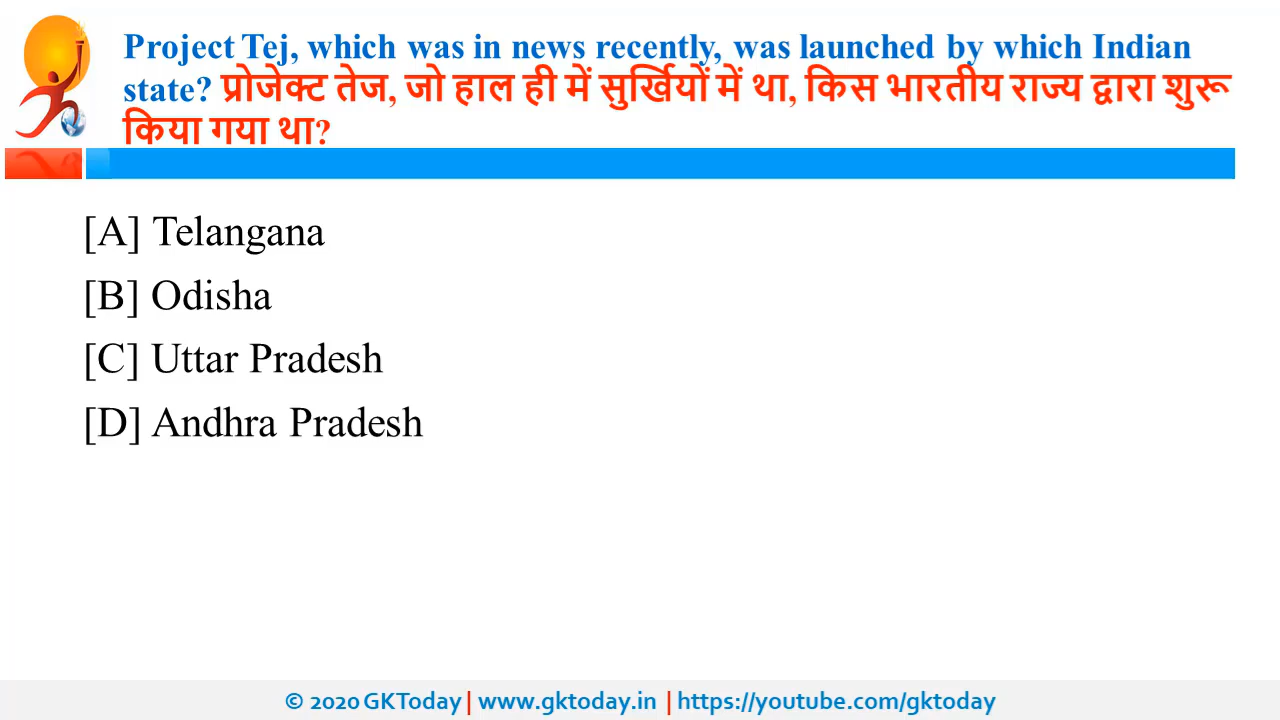 Project Tej, which was in news recently, was launched by which Indian
state? प्रोजेक्ट तेज, जो हाल ही में सुर्खियों में था, किस भारतीय राज्य द्वारा शुरू
किया गया था?
[A] Telangana
[B] Odisha
[C] Uttar Pradesh
[D] Andhra Pradesh
© 2020 GKToday | www.gktoday.in | https://youtube.com/gktoday